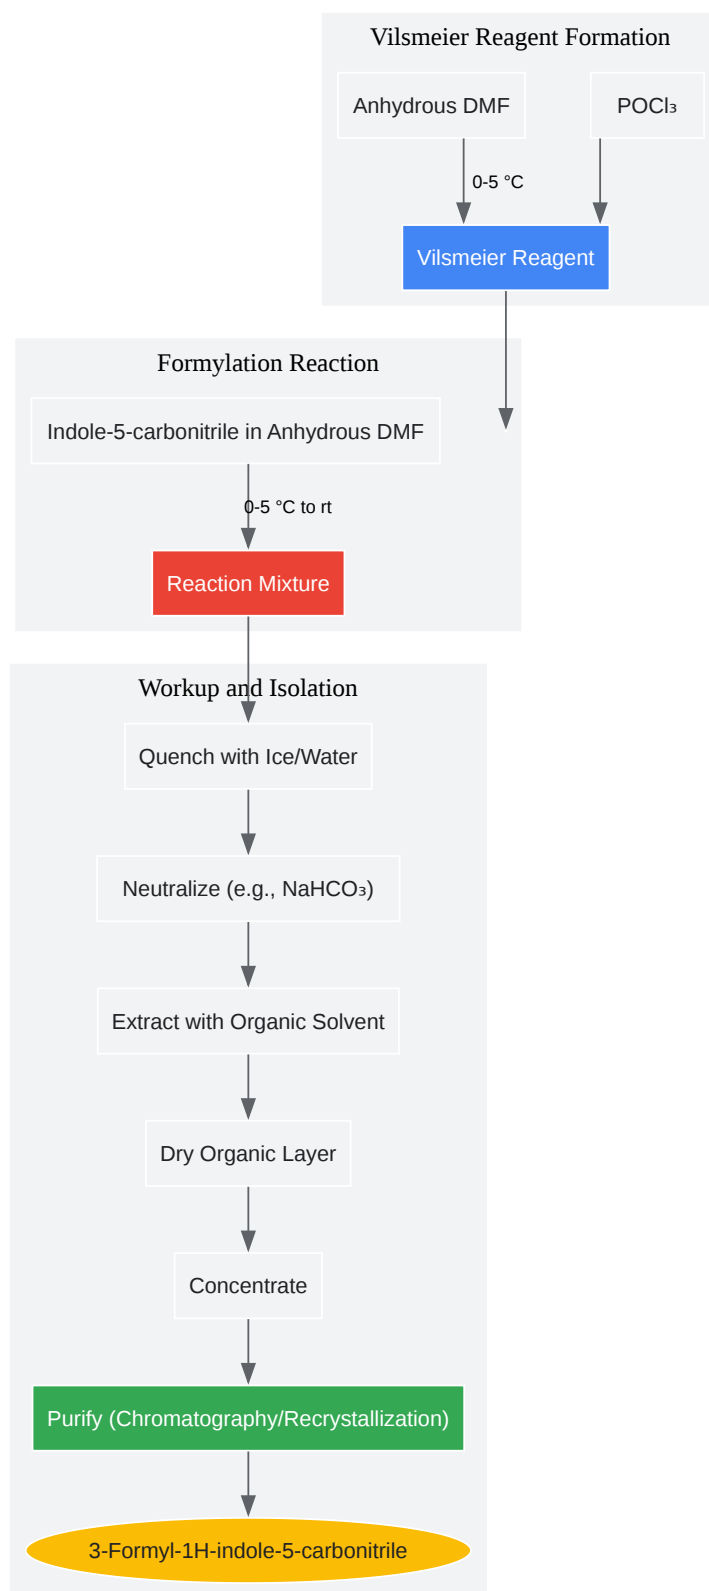 Vilsmeier Reagent Formation
Anhydrous DMF
POCl₃
0-5 °C
Vilsmeier Reagent
Formylation Reaction
Indole-5-carbonitrile in Anhydrous DMF
0-5 °C to rt
Reaction Mixture
Workup and Isolation
Quench with Ice/Water
Neutralize (e.g., NaHCO₃)
Extract with Organic Solvent
Dry Organic Layer
Concentrate
Purify (Chromatography/Recrystallization)
3-Formyl-1H-indole-5-carbonitrile